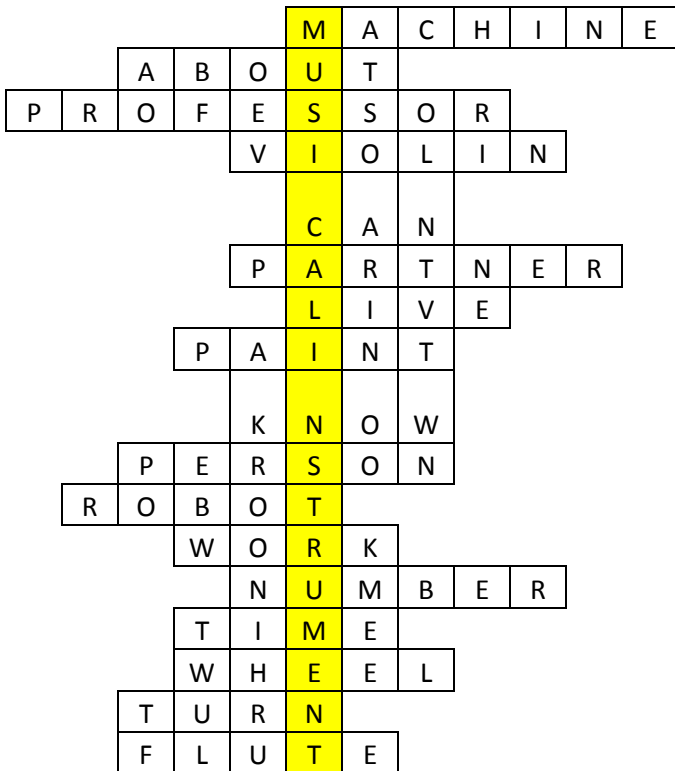 MACHINE
ABOUT
PROFESSOR
VIOLIN
CAN
PARTNER
LIVE
PAINT
KNOW
PERSON
ROBOT
WORK
NUMBER
TIME
WHEEL
TURN
FLUTE